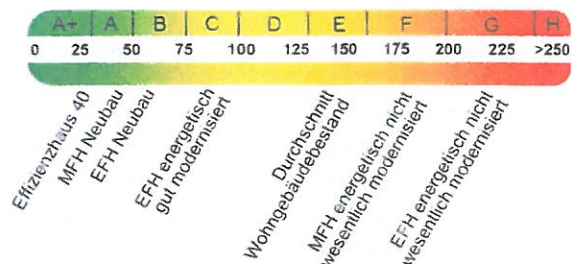 A+ A B C D E F G H
0 25 50 75 100 125 150 175 200 225 >250
Effizienzhaus 40
MFH Neubau
EFH Neubau
EFH energetisch
gut modernisiert
Durchschnitt
Wohngebäudebestand
MFH energetisch nicht
wesentlich modernisiert
EFH energetisch nicht
wesentlich modernisiert